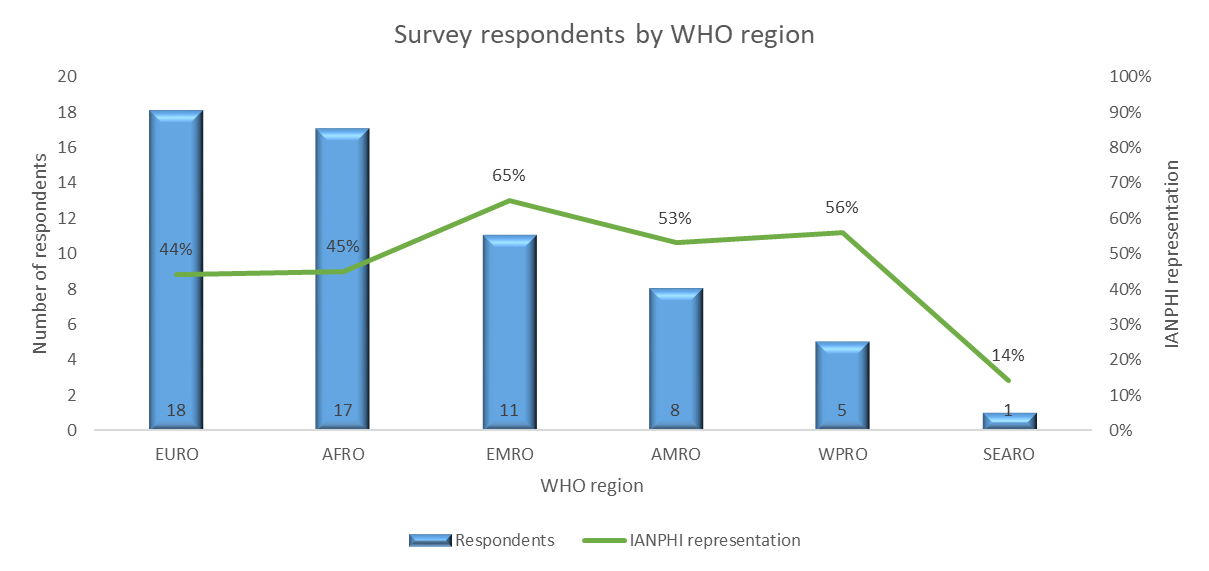 Survey respondents by WHO region
Number of respondents
20
18
16
14
12
10
8
6
4
2
0
100%
90%
80%
70%
60%
50%
40%
30%
20%
10%
0%
IANPHI representation
44%
45%
65%
53%
56%
14%
18
17
11
8
5
1
EURO
AFRO
EMRO
AMRO
WPRO
SEARO
WHO region
Respondents
IANPHI representation